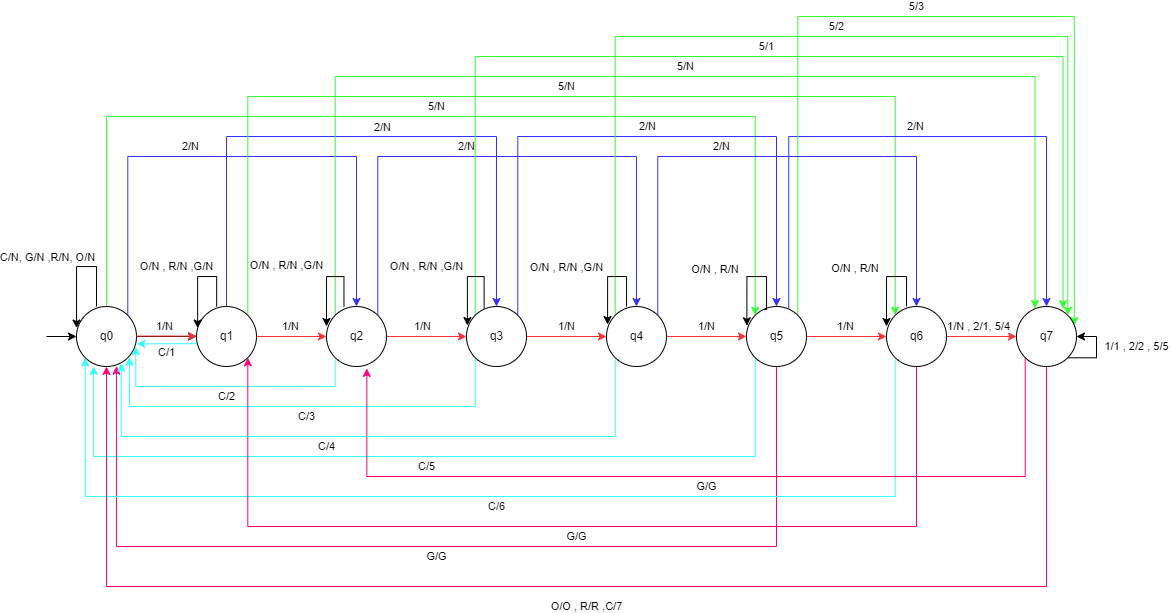 5/3
5/2
5/1
5/N
5/N
5/N
2/N
2/N
2/N
2/N
2/N
2/N
C/N, G/N ,R/N, O/N
O/N , R/N ,G/N
O/N , R/N ,G/N
O/N , R/N ,G/N
O/N , R/N ,G/N
O/N , R/N
O/N , R/N
q0
1/N
q1
1/N
q2
1/N
q3
1/N
q4
1/N
q5
1/N
q6
1/N , 2/1, 5/4
q7
1/1 , 2/2 , 5/5
C/1
C/2
C/3
C/4
C/5
G/G
C/6
G/G
G/G
O/O , R/R ,C/7